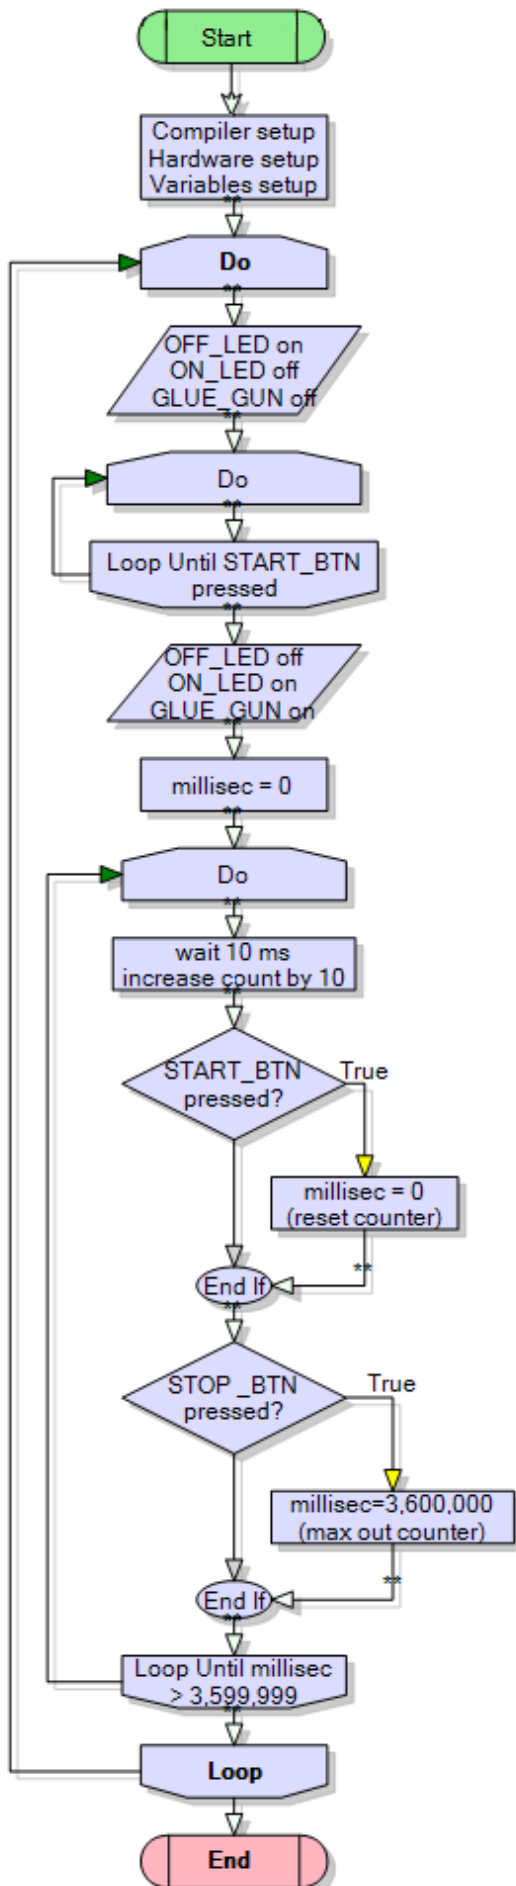 Start
Compiler setup
Hardware setup
Variables setup
**
Do
**
OFF_LED on
ON_LED off
GLUE_GUN off
**
Do
**
Loop Until START_BTN
pressed
**
OFF_LED off
ON_LED on
GLUE_GUN on
**
millisec = 0
**
Do
**
wait 10 ms
increase count by 10
**
START_BTN
pressed?
True
millisec = 0
(reset counter)
**
End If
**
STOP _BTN
pressed?
True
millisec=3,600,000
(max out counter)
**
End If
**
Loop Until millisec
> 3,599,999
**
Loop
End